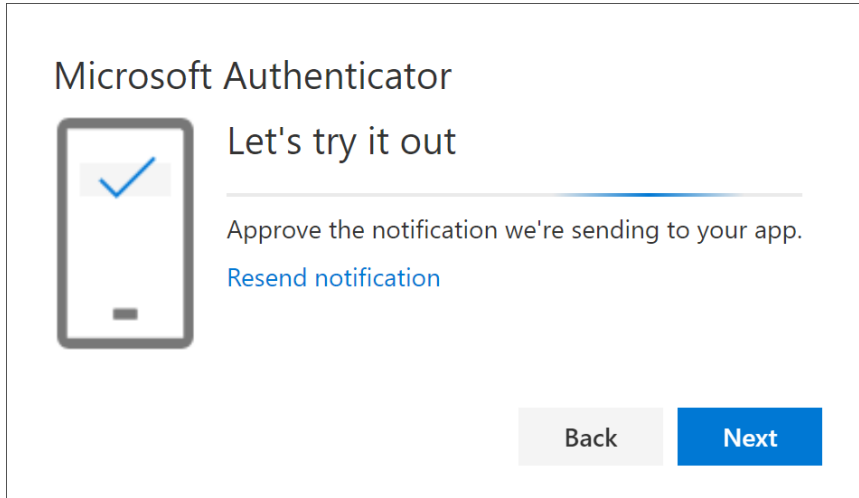 Microsoft Authenticator
Let's try it out
Approve the notification we're sending to your app.
Resend notification
Back
Next